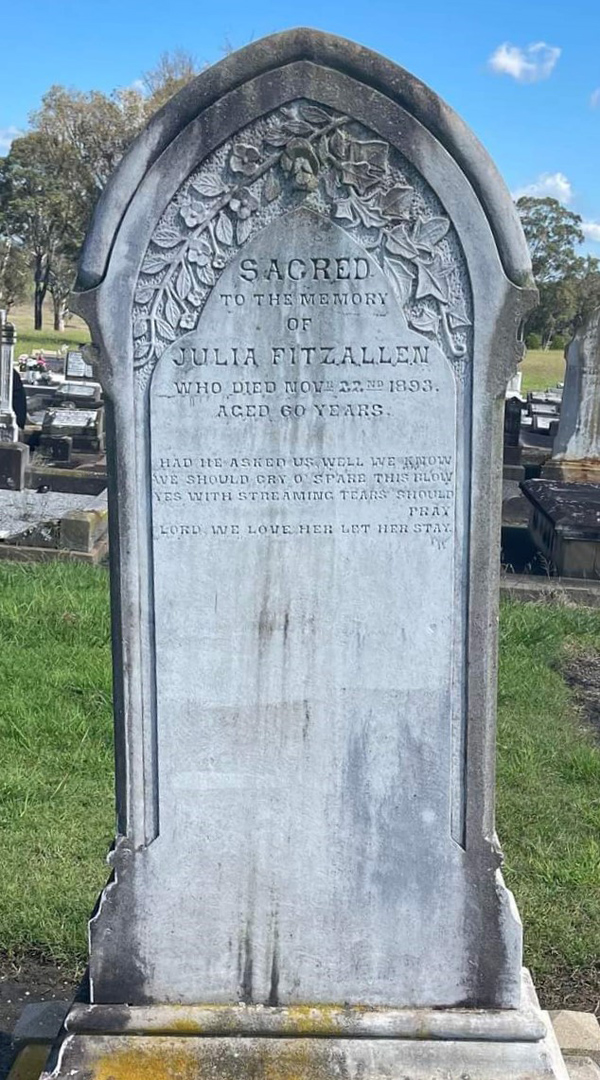 SACRED
TO THE MEMORY
OF
JULIA FITZALLEN
WHO DIED NOVR 22ND 1893.
AGED 60 YEARS.
HAD HE ASKED US, WELL WE KNOW
WE SHOULD CRY O' SPARE THIS BLOW
YES WITH STREAMING TEARS SHOULD
PRAY
LORD, WE LOVE HER LET HER STAY.